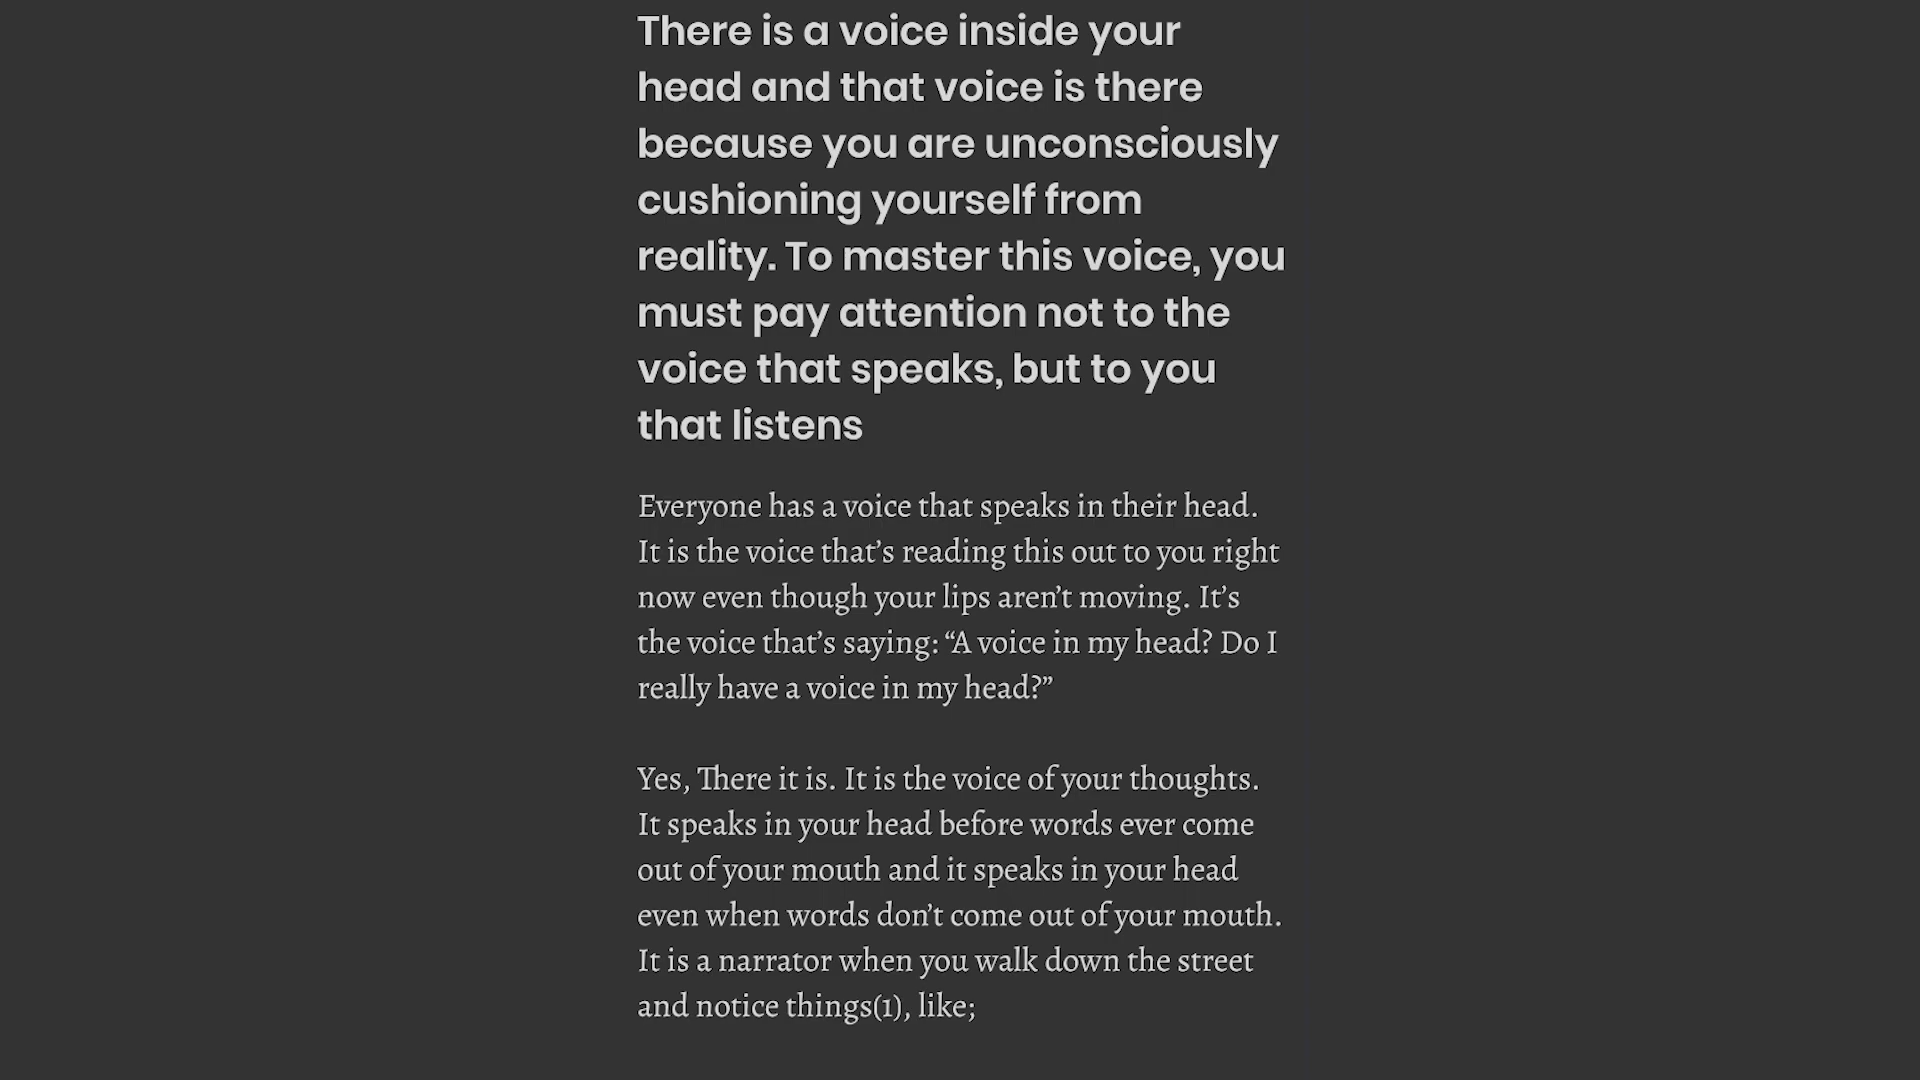 There is a voice inside your
head and that voice is there
because you are unconsciously
cushioning yourself from
reality. To master this voice, you
must pay attention not to the
voice that speaks, but to you
that listens
Everyone has a voice that speaks in their head.
It is the voice that’s reading this out to you right
now even though your lips aren’t moving. It’s
the voice that’s saying: “A voice in my head? Do I
really have a voice in my head?”
Yes, There it is. It is the voice of your thoughts.
It speaks in your head before words ever come
out of your mouth and it speaks in your head
even when words don’t come out of your mouth.
It is a narrator when you walk down the street
and notice things(1), like;